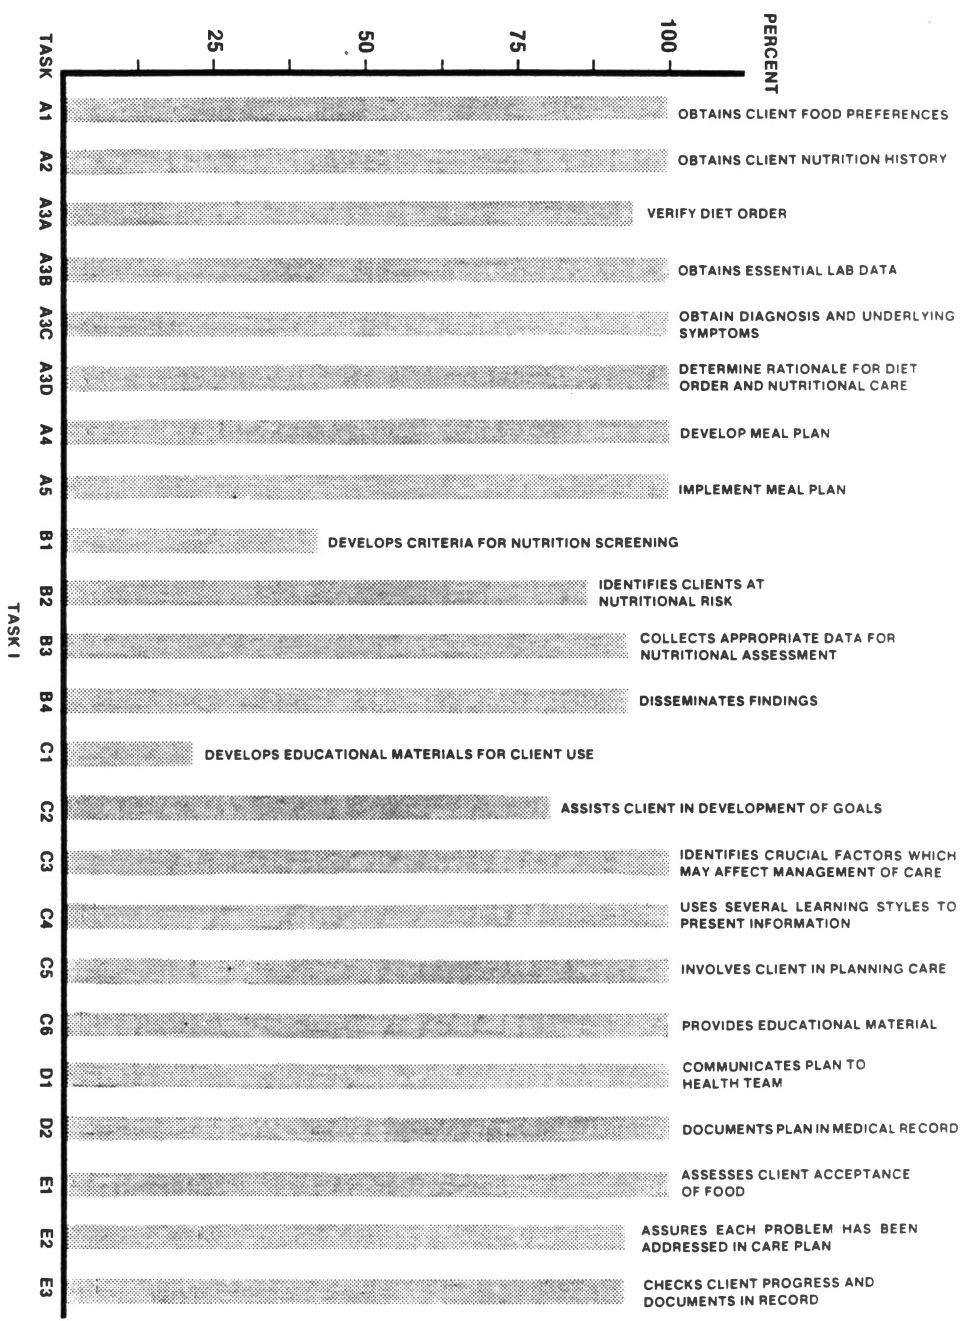 PERCENT
25
50
75
100
TASK
A1
OBTAINS CLIENT FOOD PREFERENCES
A2
OBTAINS CLIENT NUTRITION HISTORY
A3A
VERIFY DIET ORDER
A3B
OBTAINS ESSENTIAL LAB DATA
A3C
OBTAIN DIAGNOSIS AND UNDERLYING
SYMPTOMS
A3D
DETERMINE RATIONALE FOR DIET
ORDER AND NUTRITIONAL CARE
A4
DEVELOP MEAL PLAN
A5
IMPLEMENT MEAL PLAN
B1
DEVELOPS CRITERIA FOR NUTRITION SCREENING
B2
IDENTIFIES CLIENTS AT
NUTRITIONAL RISK
B3
COLLECTS APPROPRIATE DATA FOR
NUTRITIONAL ASSESSMENT
B4
DISSEMINATES FINDINGS
C1
DEVELOPS EDUCATIONAL MATERIALS FOR CLIENT USE
C2
ASSISTS CLIENT IN DEVELOPMENT OF GOALS
C3
IDENTIFIES CRUCIAL FACTORS WHICH
MAY AFFECT MANAGEMENT OF CARE
C4
USES SEVERAL LEARNING STYLES TO
PRESENT INFORMATION
C5
INVOLVES CLIENT IN PLANNING CARE
C6
PROVIDES EDUCATIONAL MATERIAL
D1
COMMUNICATES PLAN TO
HEALTH TEAM
D2
DOCUMENTS PLAN IN MEDICAL RECORD
E1
ASSESSES CLIENT ACCEPTANCE
OF FOOD
E2
ASSURES EACH PROBLEM HAS BEEN
ADDRESSED IN CARE PLAN
E3
CHECKS CLIENT PROGRESS AND
DOCUMENTS IN RECORD
TASK I